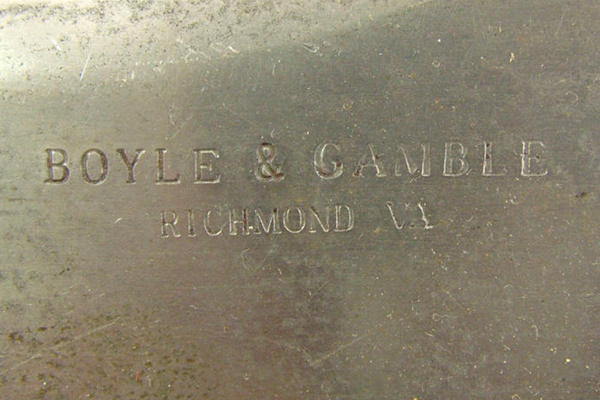 BOYLE & GAMBLE
RICHMOND VA